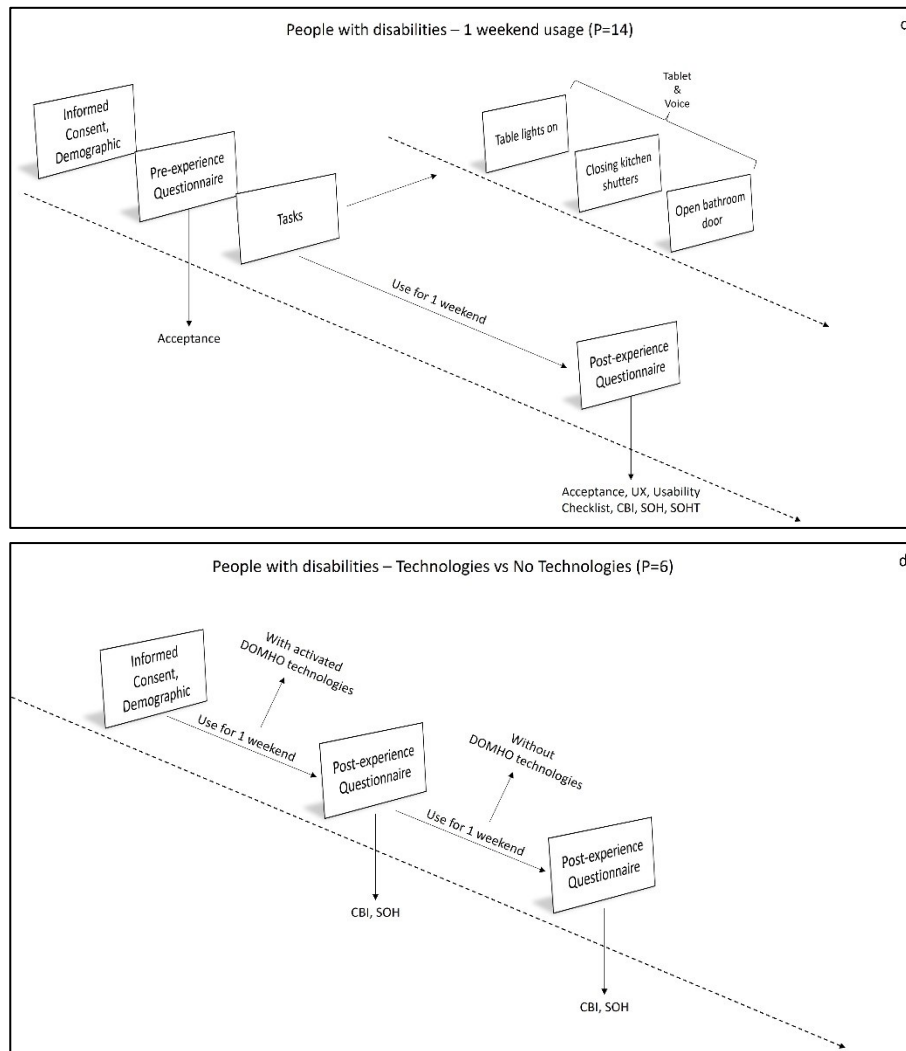 People with disabilities – 1 weekend usage (P=14)
c
Informed
Consent,
Demographic
Pre-experience
Questionnaire
Tasks
Acceptance
Tablet
&
Voice
Table lights on
Closing kitchen
shutters
Open bathroom
door
Use for 1 weekend
Post-experience
Questionnaire
Acceptance, UX, Usability
Checklist, CBI, SOH, SOHT
People with disabilities – Technologies vs No Technologies (P=6)
d
Informed
Consent,
Demographic
With activated
DOMHO technologies
Use for 1 weekend
Post-experience
Questionnaire
CBI, SOH
Without
DOMHO technologies
Use for 1 weekend
Post-experience
Questionnaire
CBI, SOH